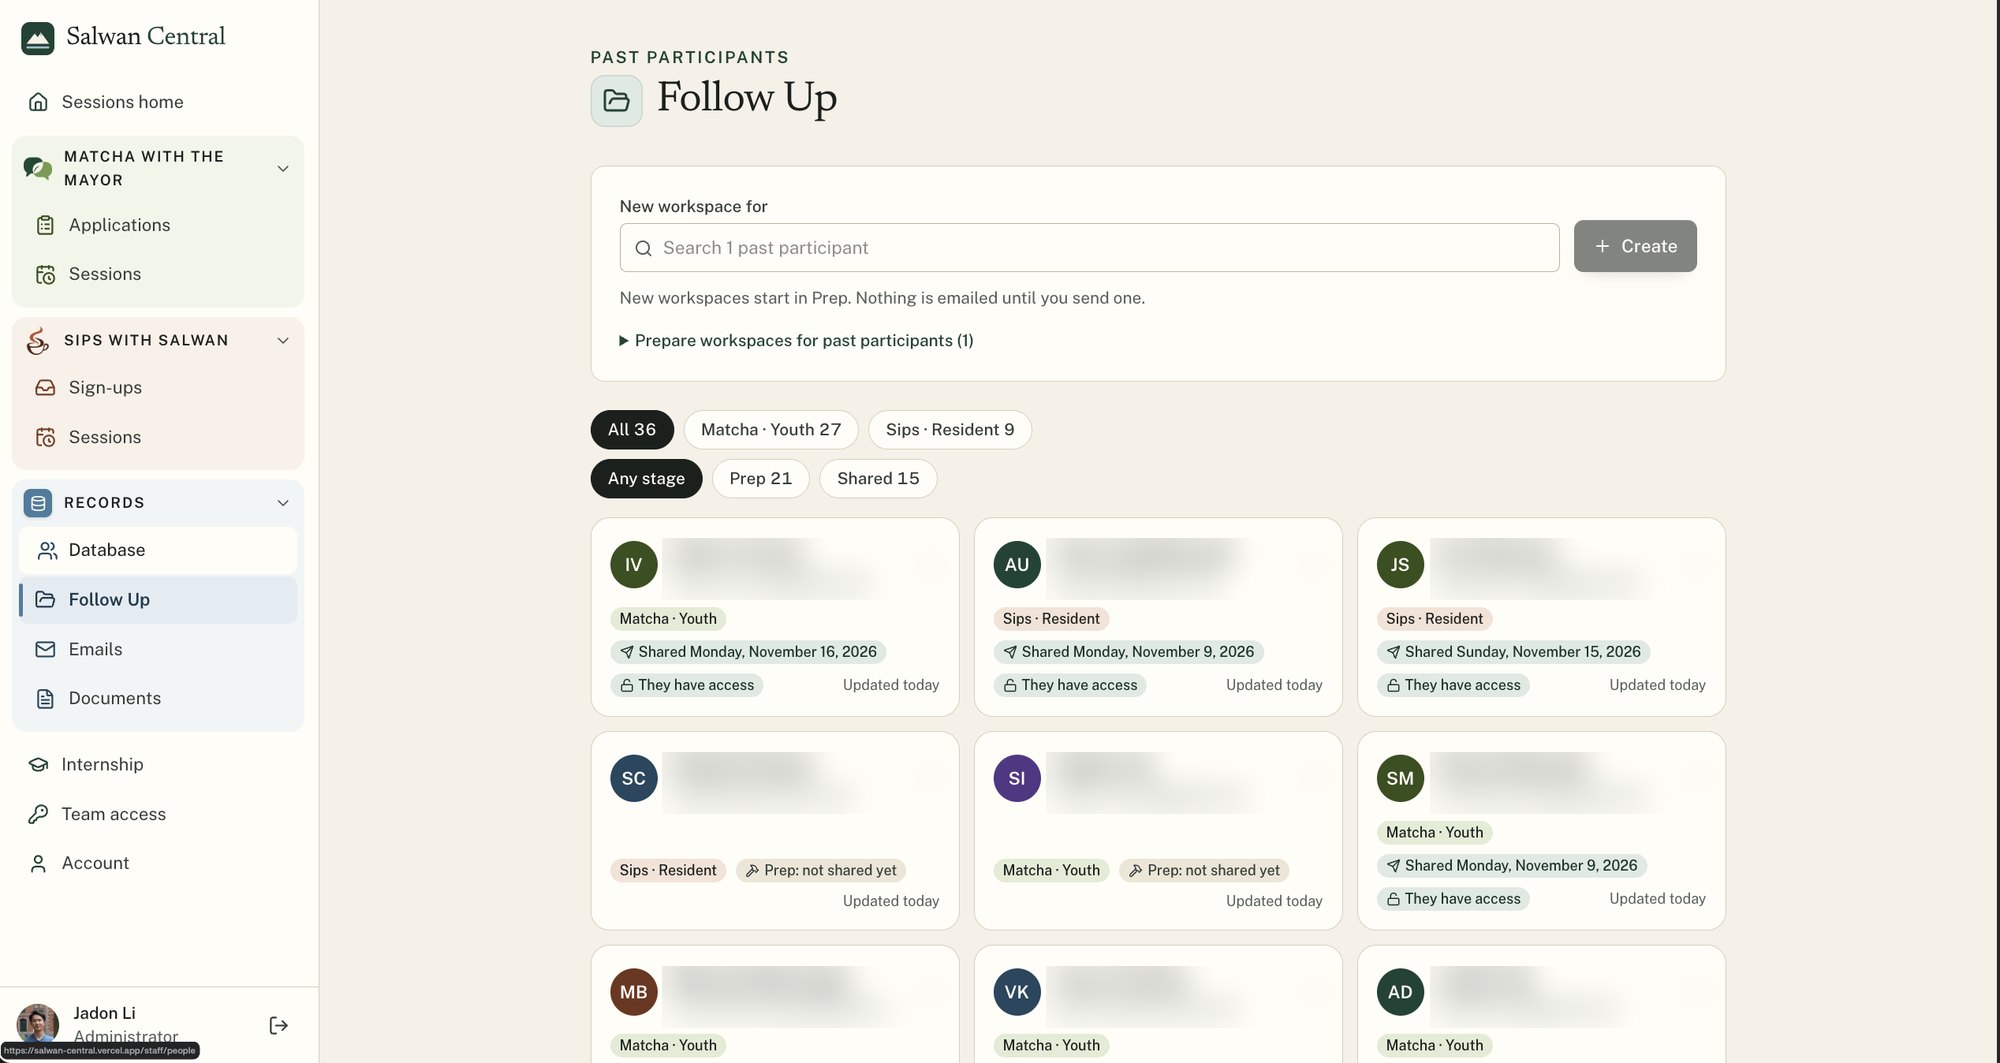 Salwan Central
Sessions home
MATCHA WITH THE
MAYOR
Applications
Sessions
SIPS WITH SALWAN
Sign-ups
Sessions
RECORDS
Database
Follow Up
Emails
Documents
Internship
Team access
Account
Jadon Li
Administrator
https://salwan-central.vercel.app/staff/people
PAST PARTICIPANTS
Follow Up
New workspace for
Search 1 past participant
+ Create
New workspaces start in Prep. Nothing is emailed until you send one.
Prepare workspaces for past participants (1)
All 36
Matcha · Youth 27
Sips · Resident 9
Any stage
Prep 21
Shared 15
IV
Matcha · Youth
Shared Monday, November 16, 2026
They have access
Updated today
AU
Sips · Resident
Shared Monday, November 9, 2026
They have access
Updated today
JS
Sips · Resident
Shared Sunday, November 15, 2026
They have access
Updated today
SC
Sips · Resident
Prep: not shared yet
Updated today
SI
Matcha · Youth
Prep: not shared yet
Updated today
SM
Matcha · Youth
Shared Monday, November 9, 2026
They have access
Updated today
MB
Matcha · Youth
VK
Matcha · Youth
AD
Matcha · Youth